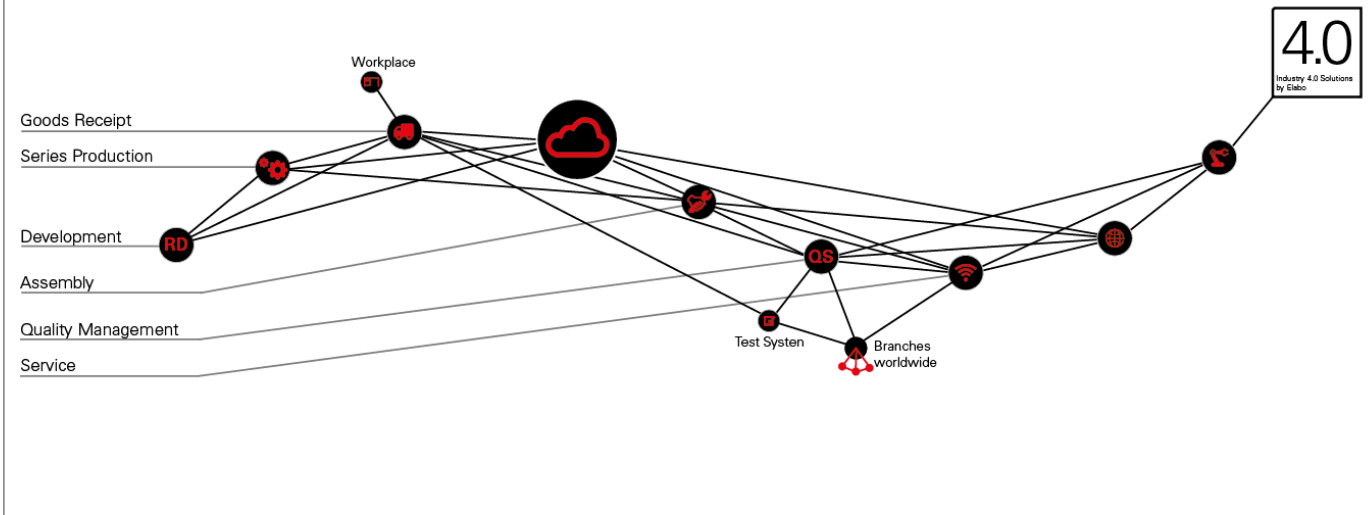 4.0
Industry 4.0 Solutions
by Elabo
Workplace
Goods Receipt
Series Production
Development
RD
Assembly
QS
Quality Management
Test Systen
Branches
worldwide
Service